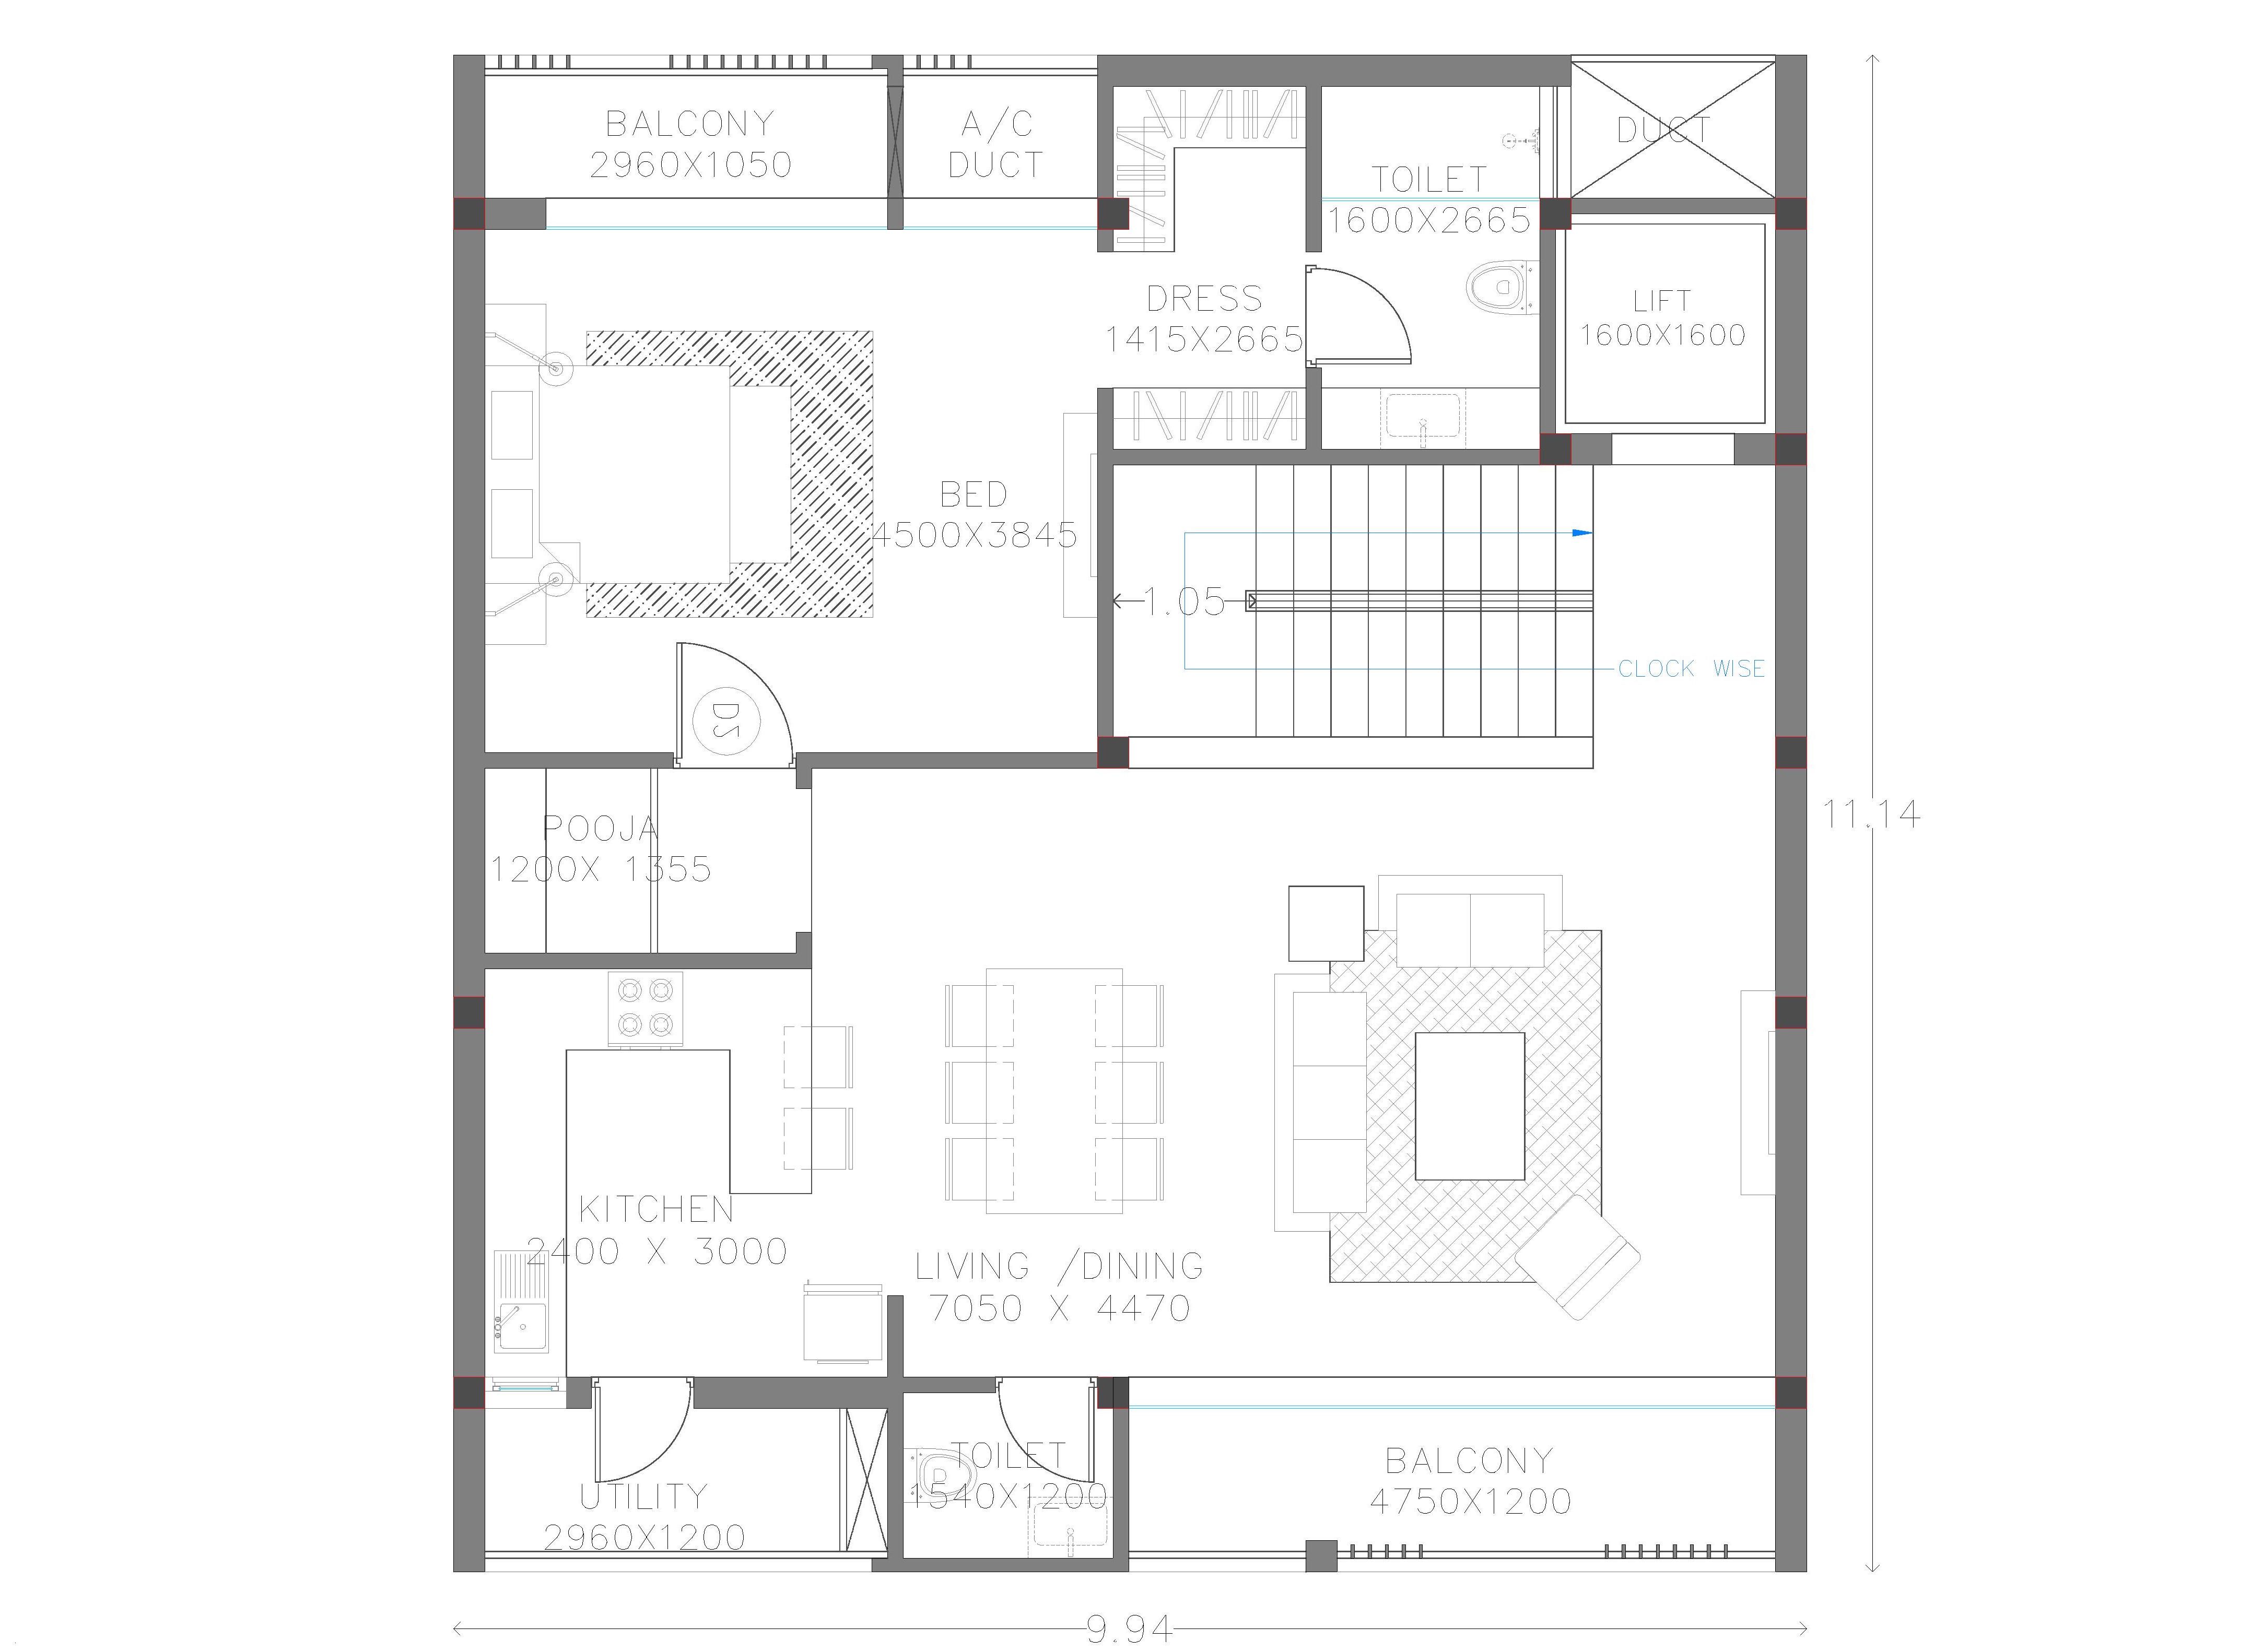 BALCONY
2960X1050
A/C
DUCT
DUCT
TOILET
1600X2665
DRESS
1415X2665
LIFT
1600X1600
BED
4500X3845
1.05
CLOCK WISE
D2
11.14
POOJA
1200X 1355
KITCHEN
2400 X 3000
LIVING /DINING
7050 X 4470
UTILITY
2960X1200
TOILET
1540X1200
BALCONY
4750X1200
9.94